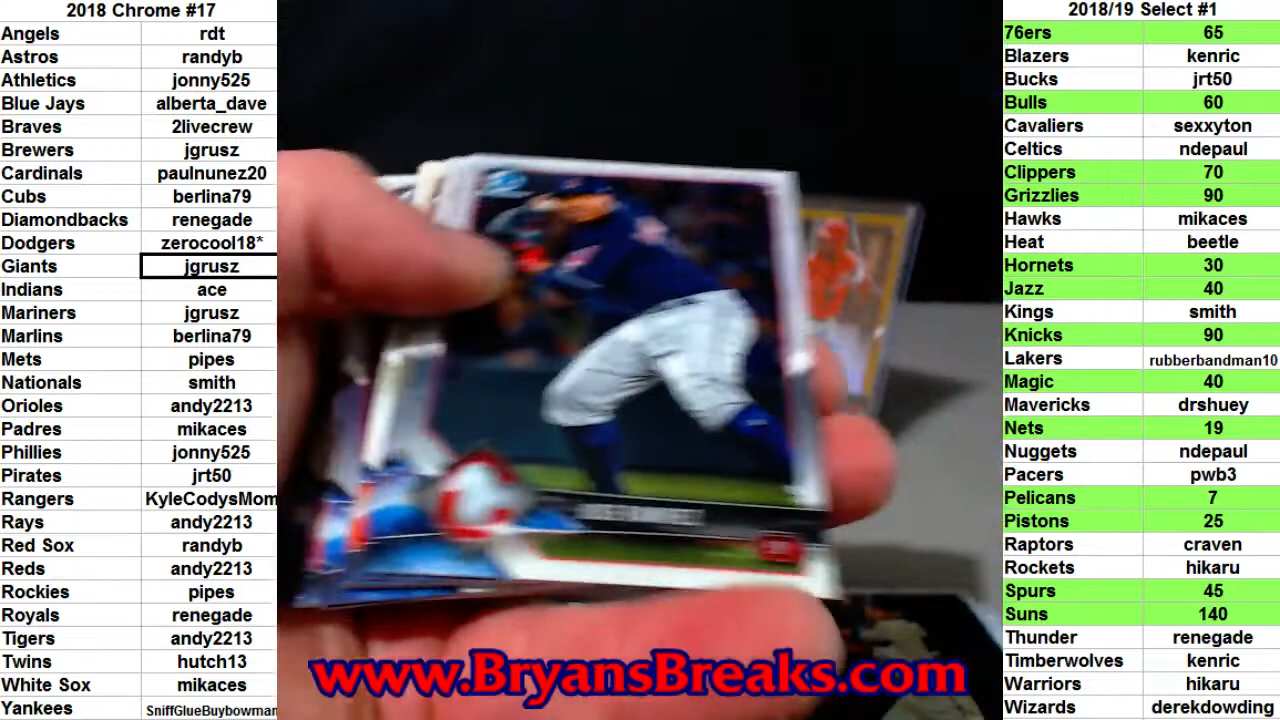 2018 Chrome #17
Angels rdt
Astros randyb
Athletics jonny525
Blue Jays alberta_dave
Braves 2livecrew
Brewers jgrusz
Cardinals paulnunez20
Cubs berlina79
Diamondbacks renegade
Dodgers zerocool18*
Giants jgrusz
Indians ace
Mariners jgrusz
Marlins berlina79
Mets pipes
Nationals smith
Orioles andy2213
Padres mikaces
Phillies jonny525
Pirates jrt50
Rangers KyleCodysMom
Rays andy2213
Red Sox randyb
Reds andy2213
Rockies pipes
Royals renegade
Tigers andy2213
Twins hutch13
White Sox mikaces
Yankees SniffGlueBuybowman
www.BryansBreaks.com
2018/19 Select #1
76ers 65
Blazers kenric
Bucks jrt50
Bulls 60
Cavaliers sexxyton
Celtics ndepaul
Clippers 70
Grizzlies 90
Hawks mikaces
Heat beetle
Hornets 30
Jazz 40
Kings smith
Knicks 90
Lakers rubberbandman10
Magic 40
Mavericks drshuey
Nets 19
Nuggets ndepaul
Pacers pwb3
Pelicans 7
Pistons 25
Raptors craven
Rockets hikaru
Spurs 45
Suns 140
Thunder renegade
Timberwolves kenric
Warriors hikaru
Wizards derekdowding